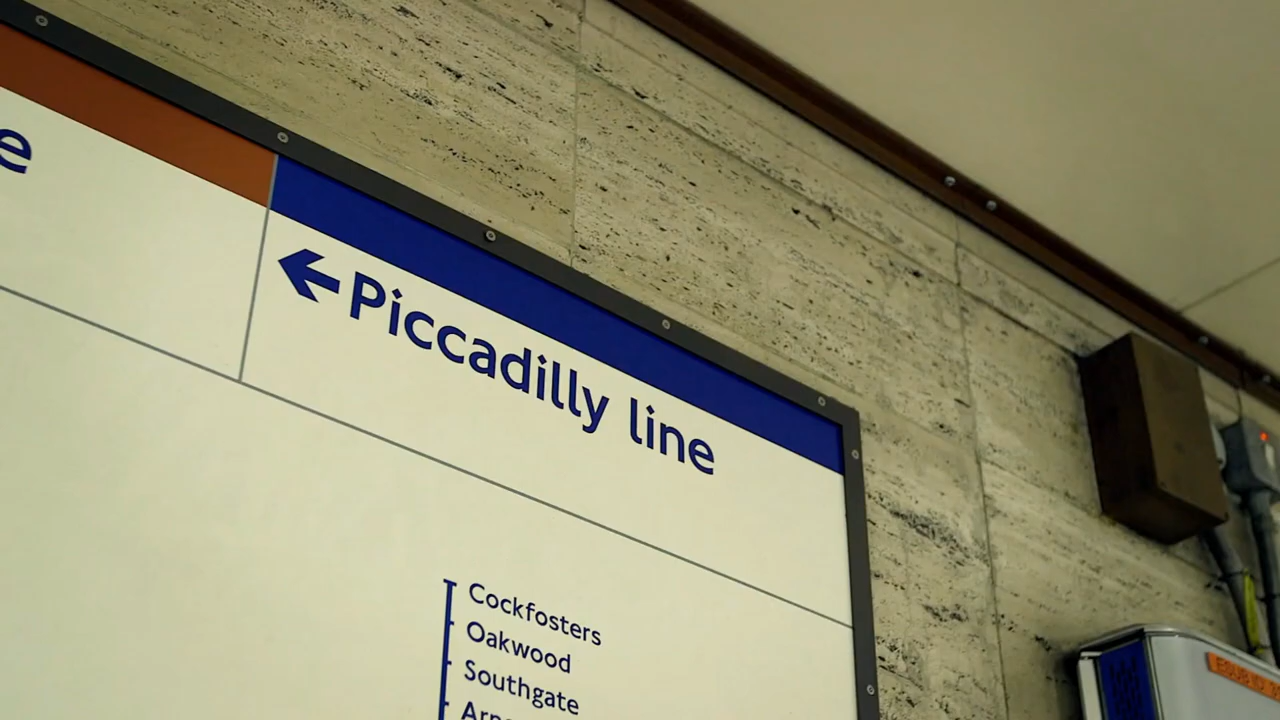 e
←Piccadilly line
Cockfosters
Oakwood
Southgate